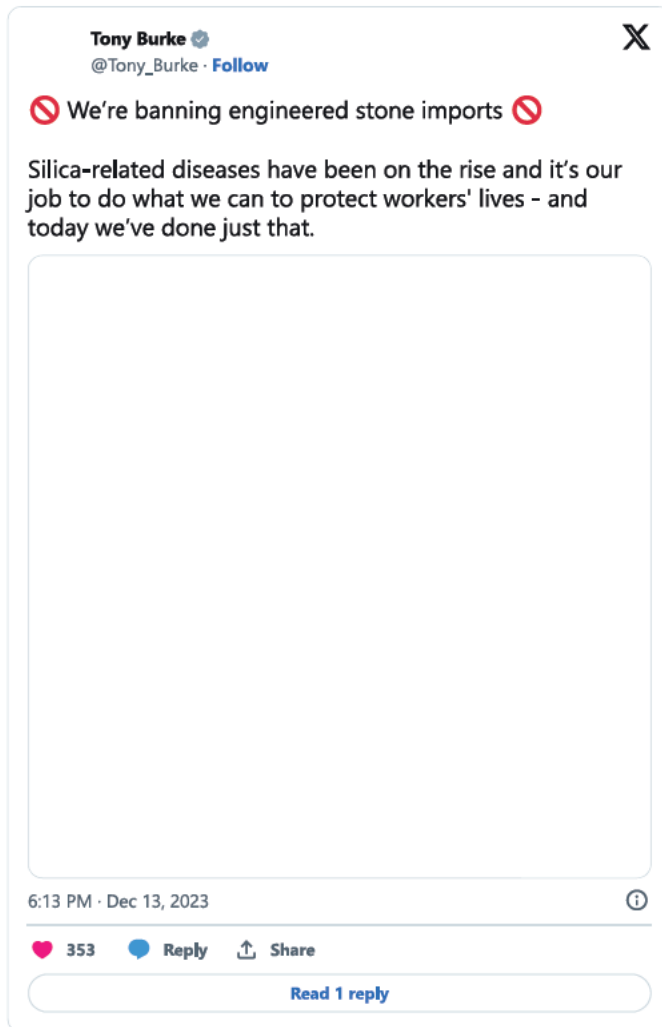 Tony Burke
@Tony_Burke · Follow
🚫 We're banning engineered stone imports 🚫
Silica-related diseases have been on the rise and it's our
job to do what we can to protect workers' lives - and
today we've done just that.
6:13 PM · Dec 13, 2023
353 Reply Share
Read 1 reply